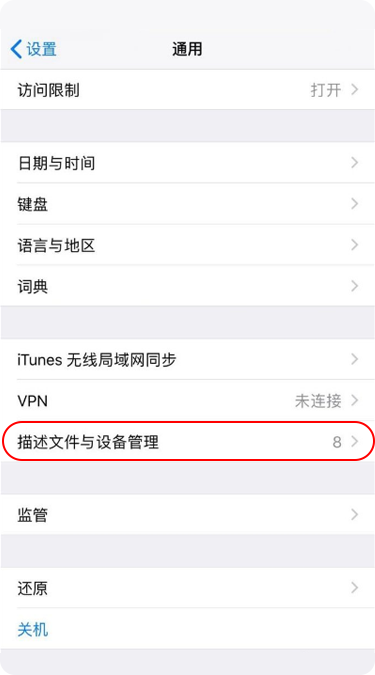 设置
通用
访问限制 打开
日期与时间
键盘
语言与地区
词典
iTunes 无线局域网同步
VPN 未连接
描述文件与设备管理 8
监管
还原
关机